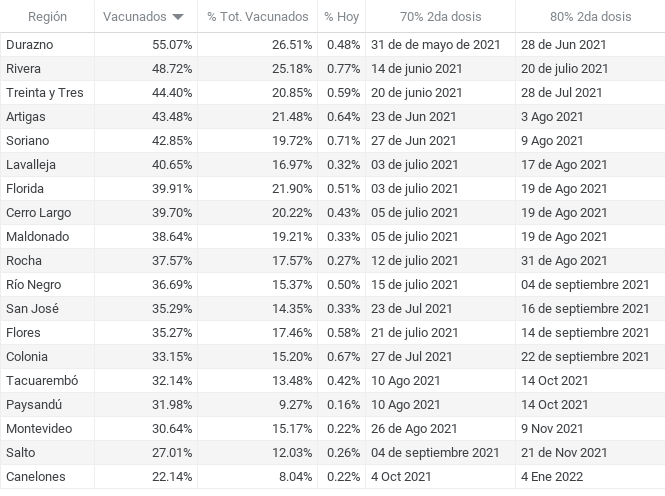 Región Vacunados % Tot. Vacunados % Hoy 70% 2da dosis 80% 2da dosis
Durazno 55.07% 26.51% 0.48% 31 de de mayo de 2021 28 de Jun 2021
Rivera 48.72% 25.18% 0.77% 14 de junio 2021 20 de julio 2021
Treinta y Tres 44.40% 20.85% 0.59% 20 de junio 2021 28 de Jul 2021
Artigas 43.48% 21.48% 0.64% 23 de Jun 2021 3 Ago 2021
Soriano 42.85% 19.72% 0.71% 27 de Jun 2021 9 Ago 2021
Lavalleja 40.65% 16.97% 0.32% 03 de julio 2021 17 de Ago 2021
Florida 39.91% 21.90% 0.51% 03 de julio 2021 19 de Ago 2021
Cerro Largo 39.70% 20.22% 0.43% 05 de julio 2021 19 de Ago 2021
Maldonado 38.64% 19.21% 0.33% 05 de julio 2021 19 de Ago 2021
Rocha 37.57% 17.57% 0.27% 12 de julio 2021 31 de Ago 2021
Río Negro 36.69% 15.37% 0.50% 15 de julio 2021 04 de septiembre 2021
San José 35.29% 14.35% 0.33% 23 de Jul 2021 16 de septiembre 2021
Flores 35.27% 17.46% 0.58% 21 de julio 2021 14 de septiembre 2021
Colonia 33.15% 15.20% 0.67% 27 de Jul 2021 22 de septiembre 2021
Tacuarembó 32.14% 13.48% 0.42% 10 Ago 2021 14 Oct 2021
Paysandú 31.98% 9.27% 0.16% 10 Ago 2021 14 Oct 2021
Montevideo 30.64% 15.17% 0.22% 26 de Ago 2021 9 Nov 2021
Salto 27.01% 12.03% 0.26% 04 de septiembre 2021 21 de Nov 2021
Canelones 22.14% 8.04% 0.22% 4 Oct 2021 4 Ene 2022